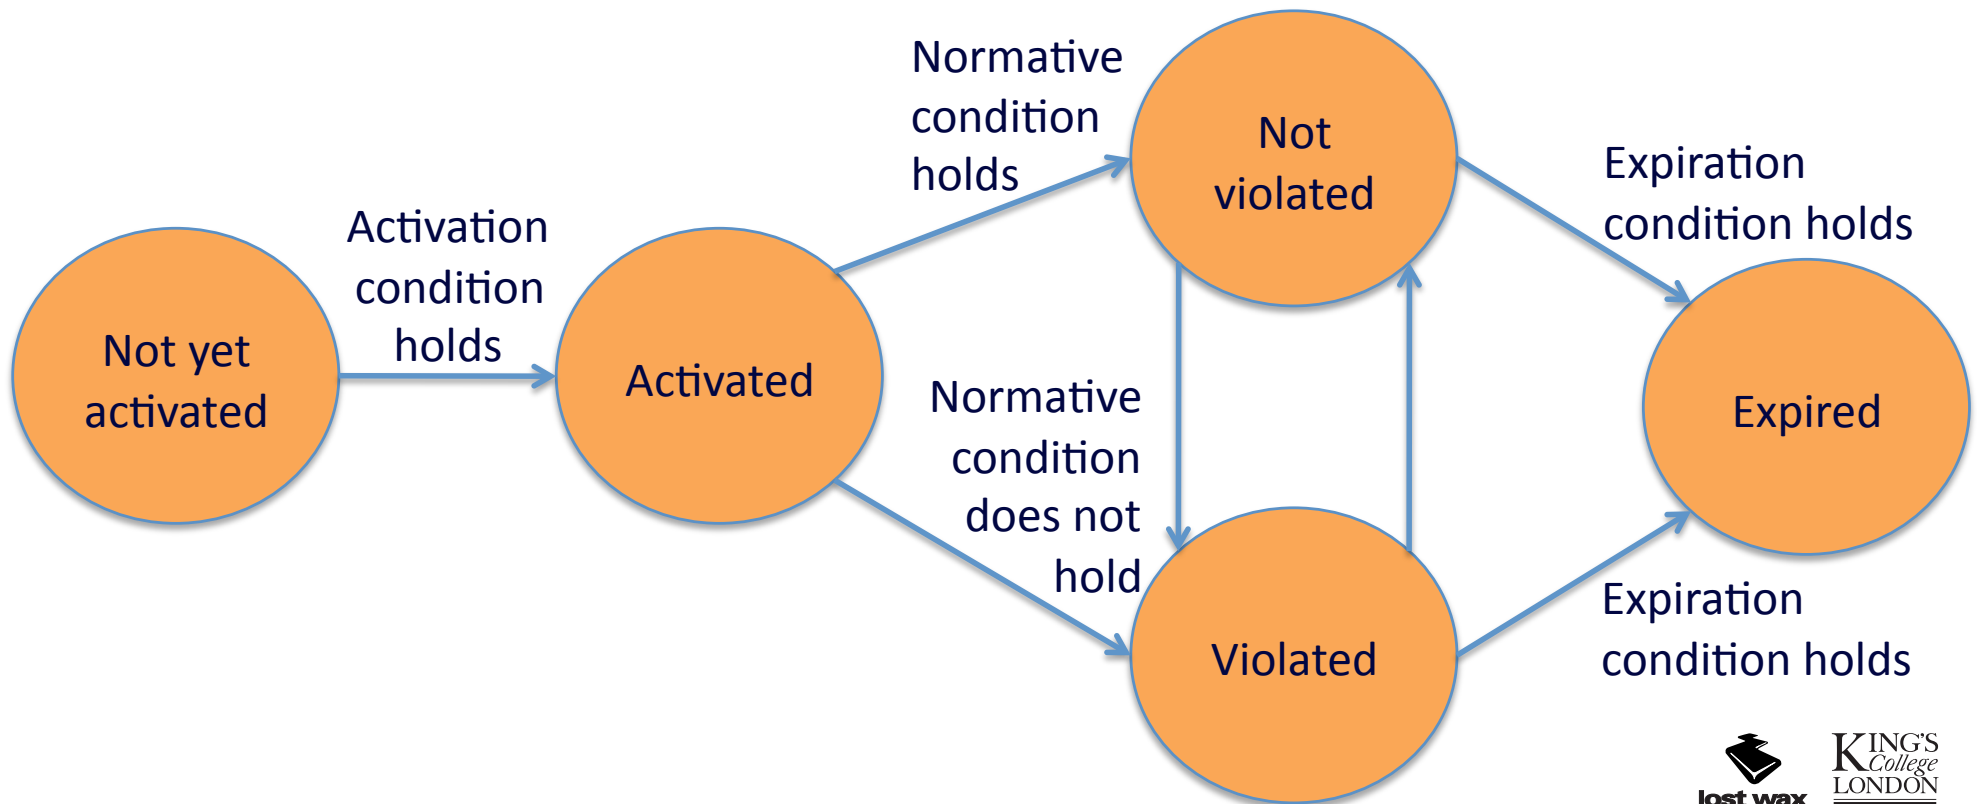 Normative
condition
holds
Not
violated
Expiration
condition holds
Activation
condition
holds
Not yet
activated
Activated
Normative
condition
does not
hold
Expired
Violated
Expiration
condition holds
lost wax
KING'S
College
LONDON